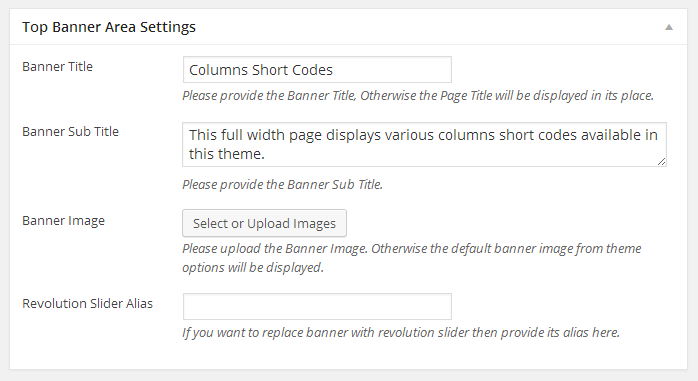 Top Banner Area Settings
Banner Title
Columns Short Codes
Please provide the Banner Title, Otherwise the Page Title will be displayed in its place.
Banner Sub Title
This full width page displays various columns short codes available in
this theme.
Please provide the Banner Sub Title.
Banner Image
Select or Upload Images
Please upload the Banner Image. Otherwise the default banner image from theme
options will be displayed.
Revolution Slider Alias
If you want to replace banner with revolution slider then provide its alias here.